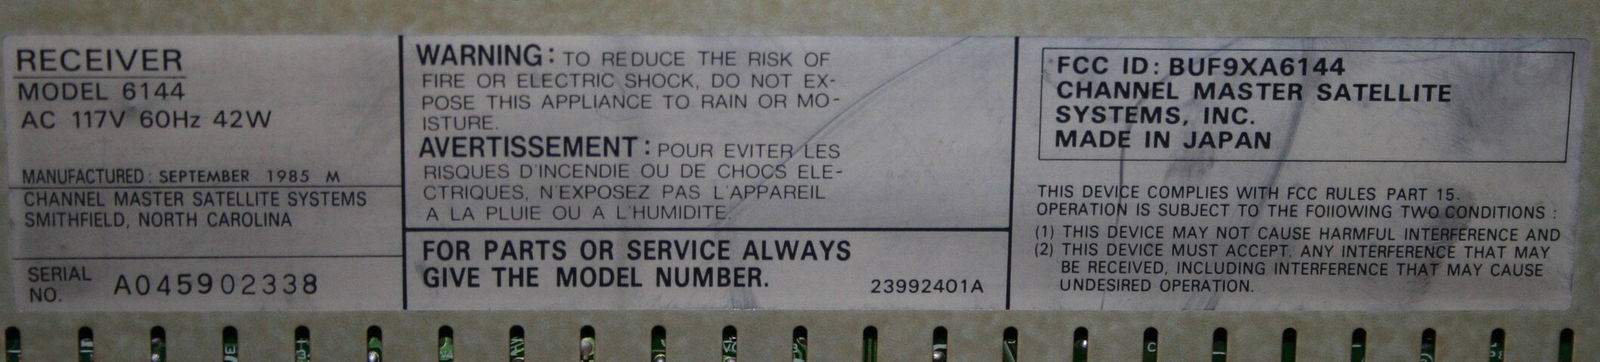 RECEIVER
MODEL 6144
AC 117V 60Hz 42W
MANUFACTURED: SEPTEMBER 1985 M
CHANNEL MASTER SATELLITE SYSTEMS
SMITHFIELD, NORTH CAROLINA
SERIAL
NO. A045902338
WARNING: TO REDUCE THE RISK OF
FIRE OR ELECTRIC SHOCK, DO NOT EX-
POSE THIS APPLIANCE TO RAIN OR MO-
ISTURE.
AVERTISSEMENT: POUR EVITER LES
RISQUES D'INCENDIE OU DE CHOCS ELE-
CTRIQUES, N'EXPOSEZ PAS L'APPAREIL
A LA PLUIE OU A L'HUMIDITE.
FOR PARTS OR SERVICE ALWAYS
GIVE THE MODEL NUMBER.
23992401A
FCC ID: BUF9XA6144
CHANNEL MASTER SATELLITE
SYSTEMS, INC.
MADE IN JAPAN
THIS DEVICE COMPLIES WITH FCC RULES PART 15.
OPERATION IS SUBJECT TO THE FOIIOWING TWO CONDITIONS :
(1) THIS DEVICE MAY NOT CAUSE HARMFUL INTERFERENCE AND
(2) THIS DEVICE MUST ACCEPT, ANY INTERFERENCE THAT MAY
BE RECEIVED, INCLUDING INTERFERENCE THAT MAY CAUSE
UNDESIRED OPERATION.